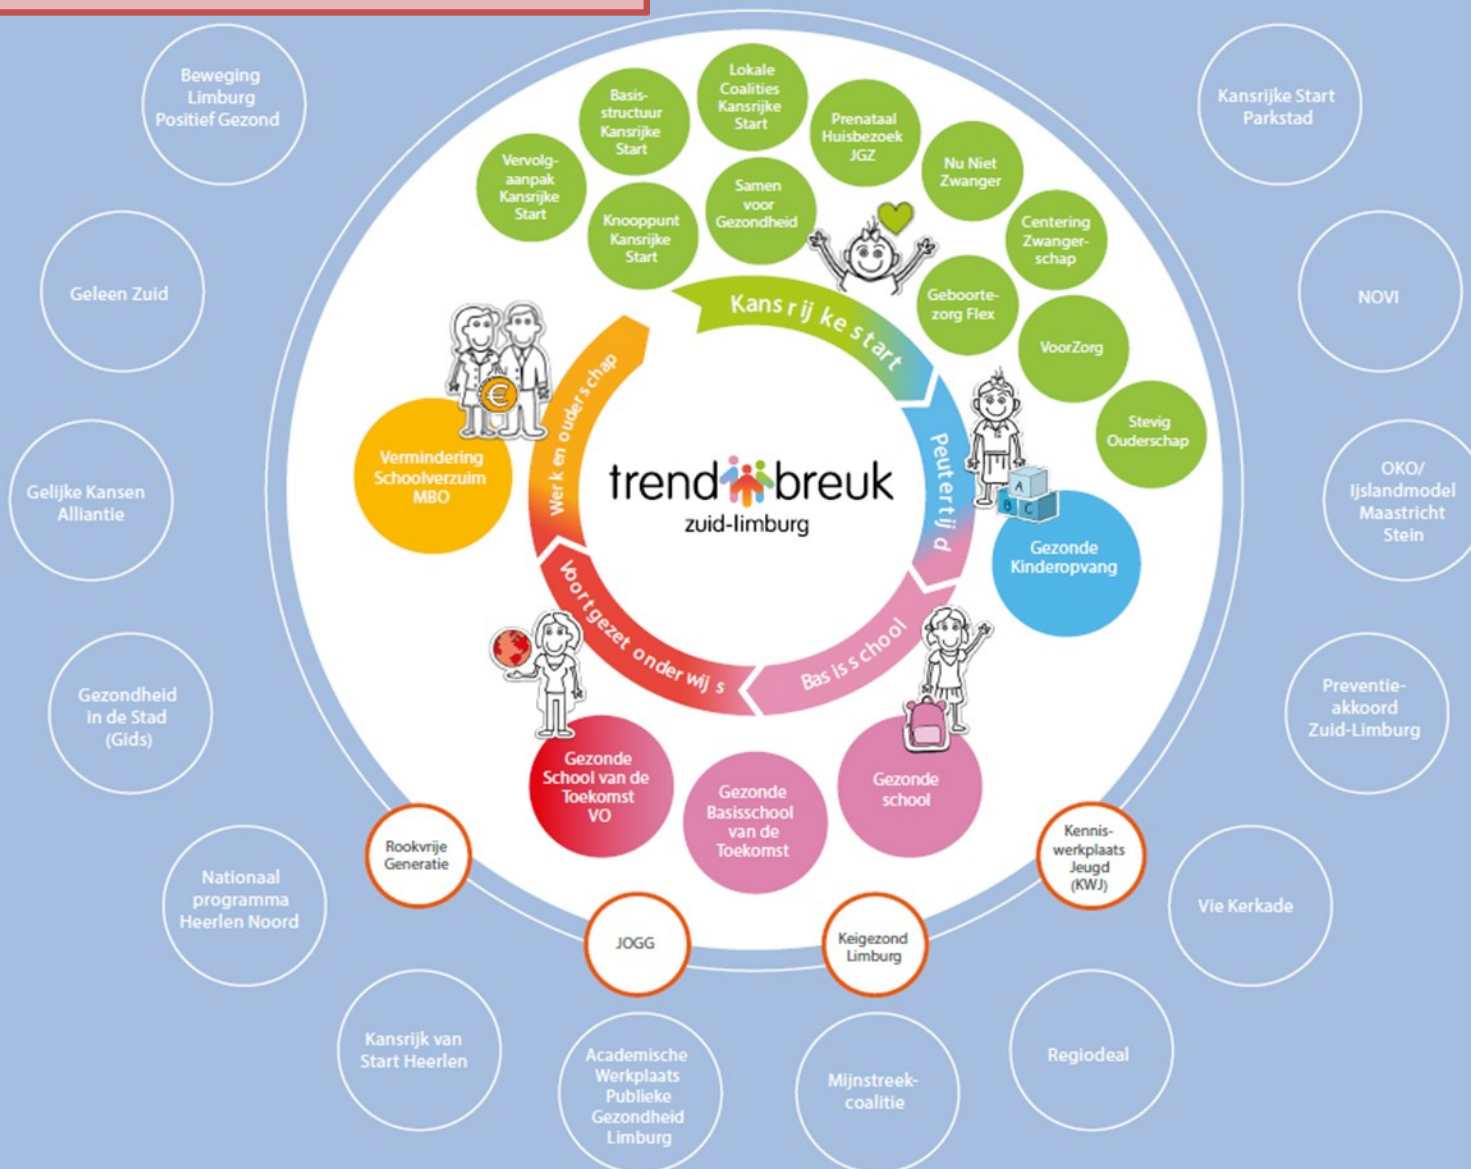 Beweging
Limburg
Positief Gezond
Geleen Zuid
Gelijke Kansen
Alliantie
Gezondheid
in de Stad
(Gids)
Nationaal
programma
Heerlen Noord
Kansrijk van
Start Heerlen
Academische
Werkplaats
Publieke
Gezondheid
Limburg
Mijnstreek-
coalitie
Regiodeal
Vie Kerkade
Preventie-
akkoord
Zuid-Limburg
OKO/
Ijslandmodel
Maastricht
Stein
NOVI
Kansrijke Start
Parkstad
Vervolg-
aanpak
Kansrijke
Start
Basis-
structuur
Kansrijke
Start
Knooppunt
Kansrijke
Start
Lokale
Coalities
Kansrijke
Start
Samen
voor
Gezondheid
Prenataal
Huisbezoek
JGZ
Nu Niet
Zwanger
Centering
Zwanger-
schap
Geboorte-
zorg Flex
VoorZorg
Stevig
Ouderschap
Kansrijke start
Peutertijd
A
B C
Gezonde
Kinderopvang
Basisschool
Gezonde
school
Gezonde
Basisschool
van de
Toekomst
Voortgezet onderwijs
Gezonde
School van de
Toekomst
VO
Werk en ouderschap
€
Vermindering
Schoolverzuim
MBO
trendbreuk
zuid-limburg
Rookvrije
Generatie
JOGG
Keigezond
Limburg
Kennis-
werkplaats
Jeugd
(KWJ)